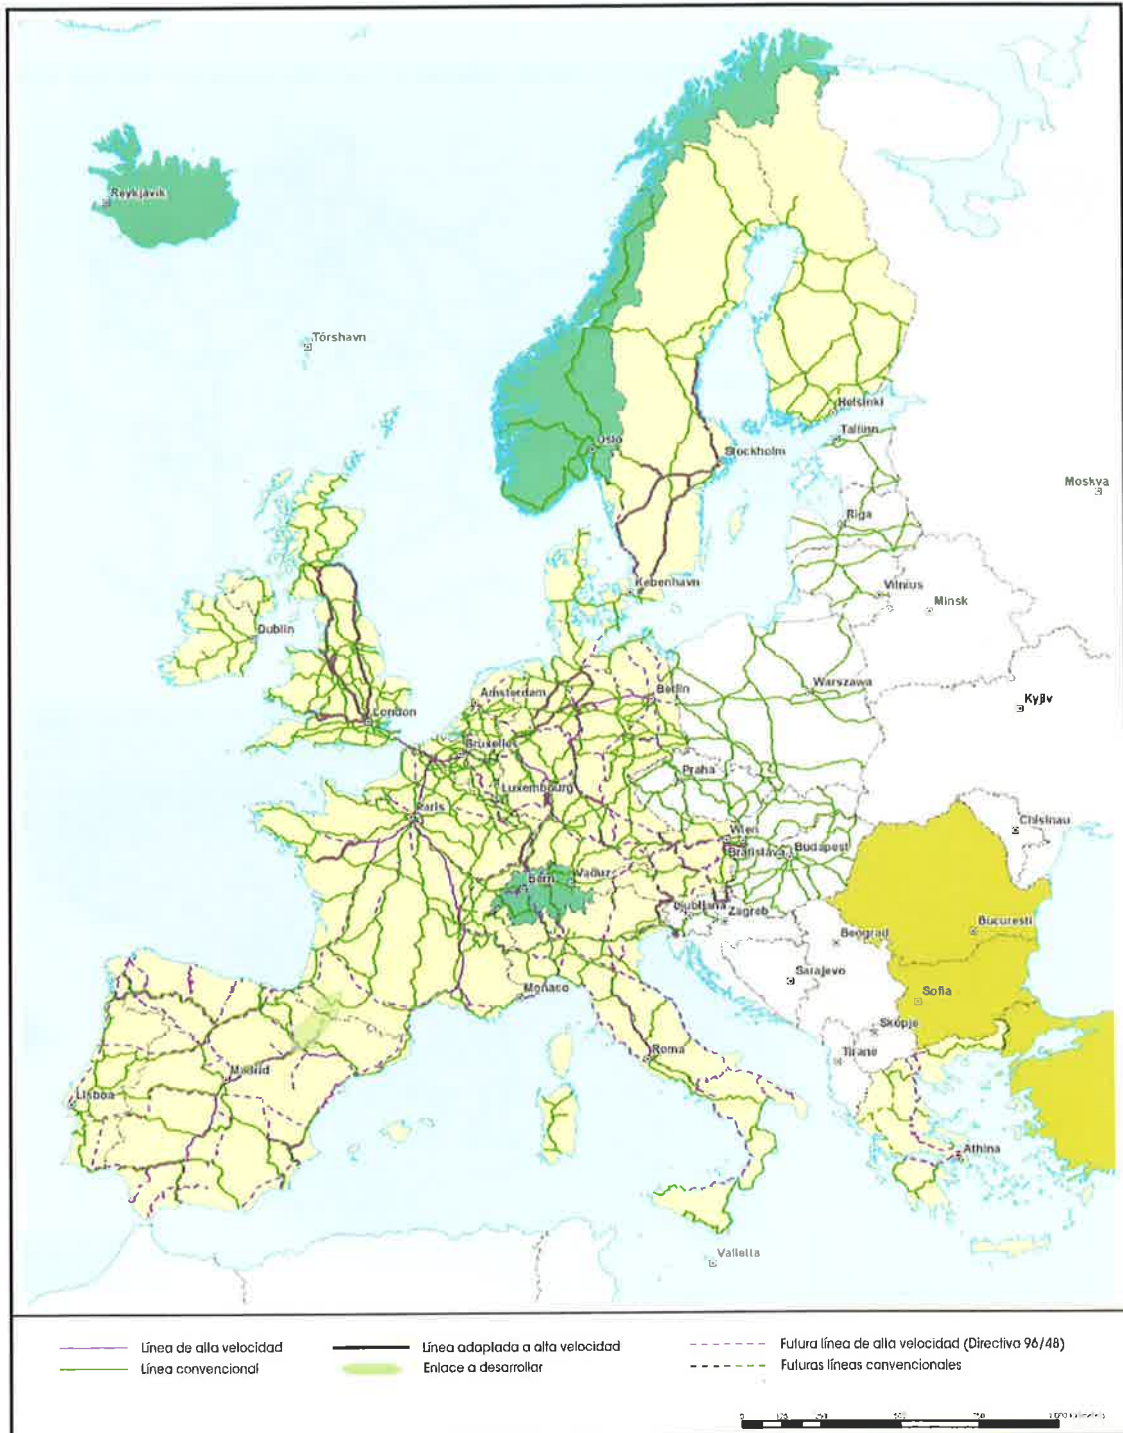 Reykjavik
Tórshavn
Helsinki
Tallinn
Oslo
Stockholm
Moskva
Riga
København
Vilnius
Minsk
Dublin
Warszawa
Berlin
Amsterdam
Kyjiv
London
Bruxelles
Praha
Luxembourg
Paris
Chisinau
Wien
Bratislava
Budapest
Bern
Vaduz
Ljubljana
Zagreb
Bucuresti
Beograd
Sarajevo
Monaco
Sofia
Skopje
Roma
Tirane
Madrid
Lisboa
Athina
Valletta
Línea de alta velocidad
Línea adaptada a alta velocidad
Futura línea de alta velocidad (Directiva 96/48)
Línea convencional
Enlace a desarrollar
Futuras líneas convencionales
0